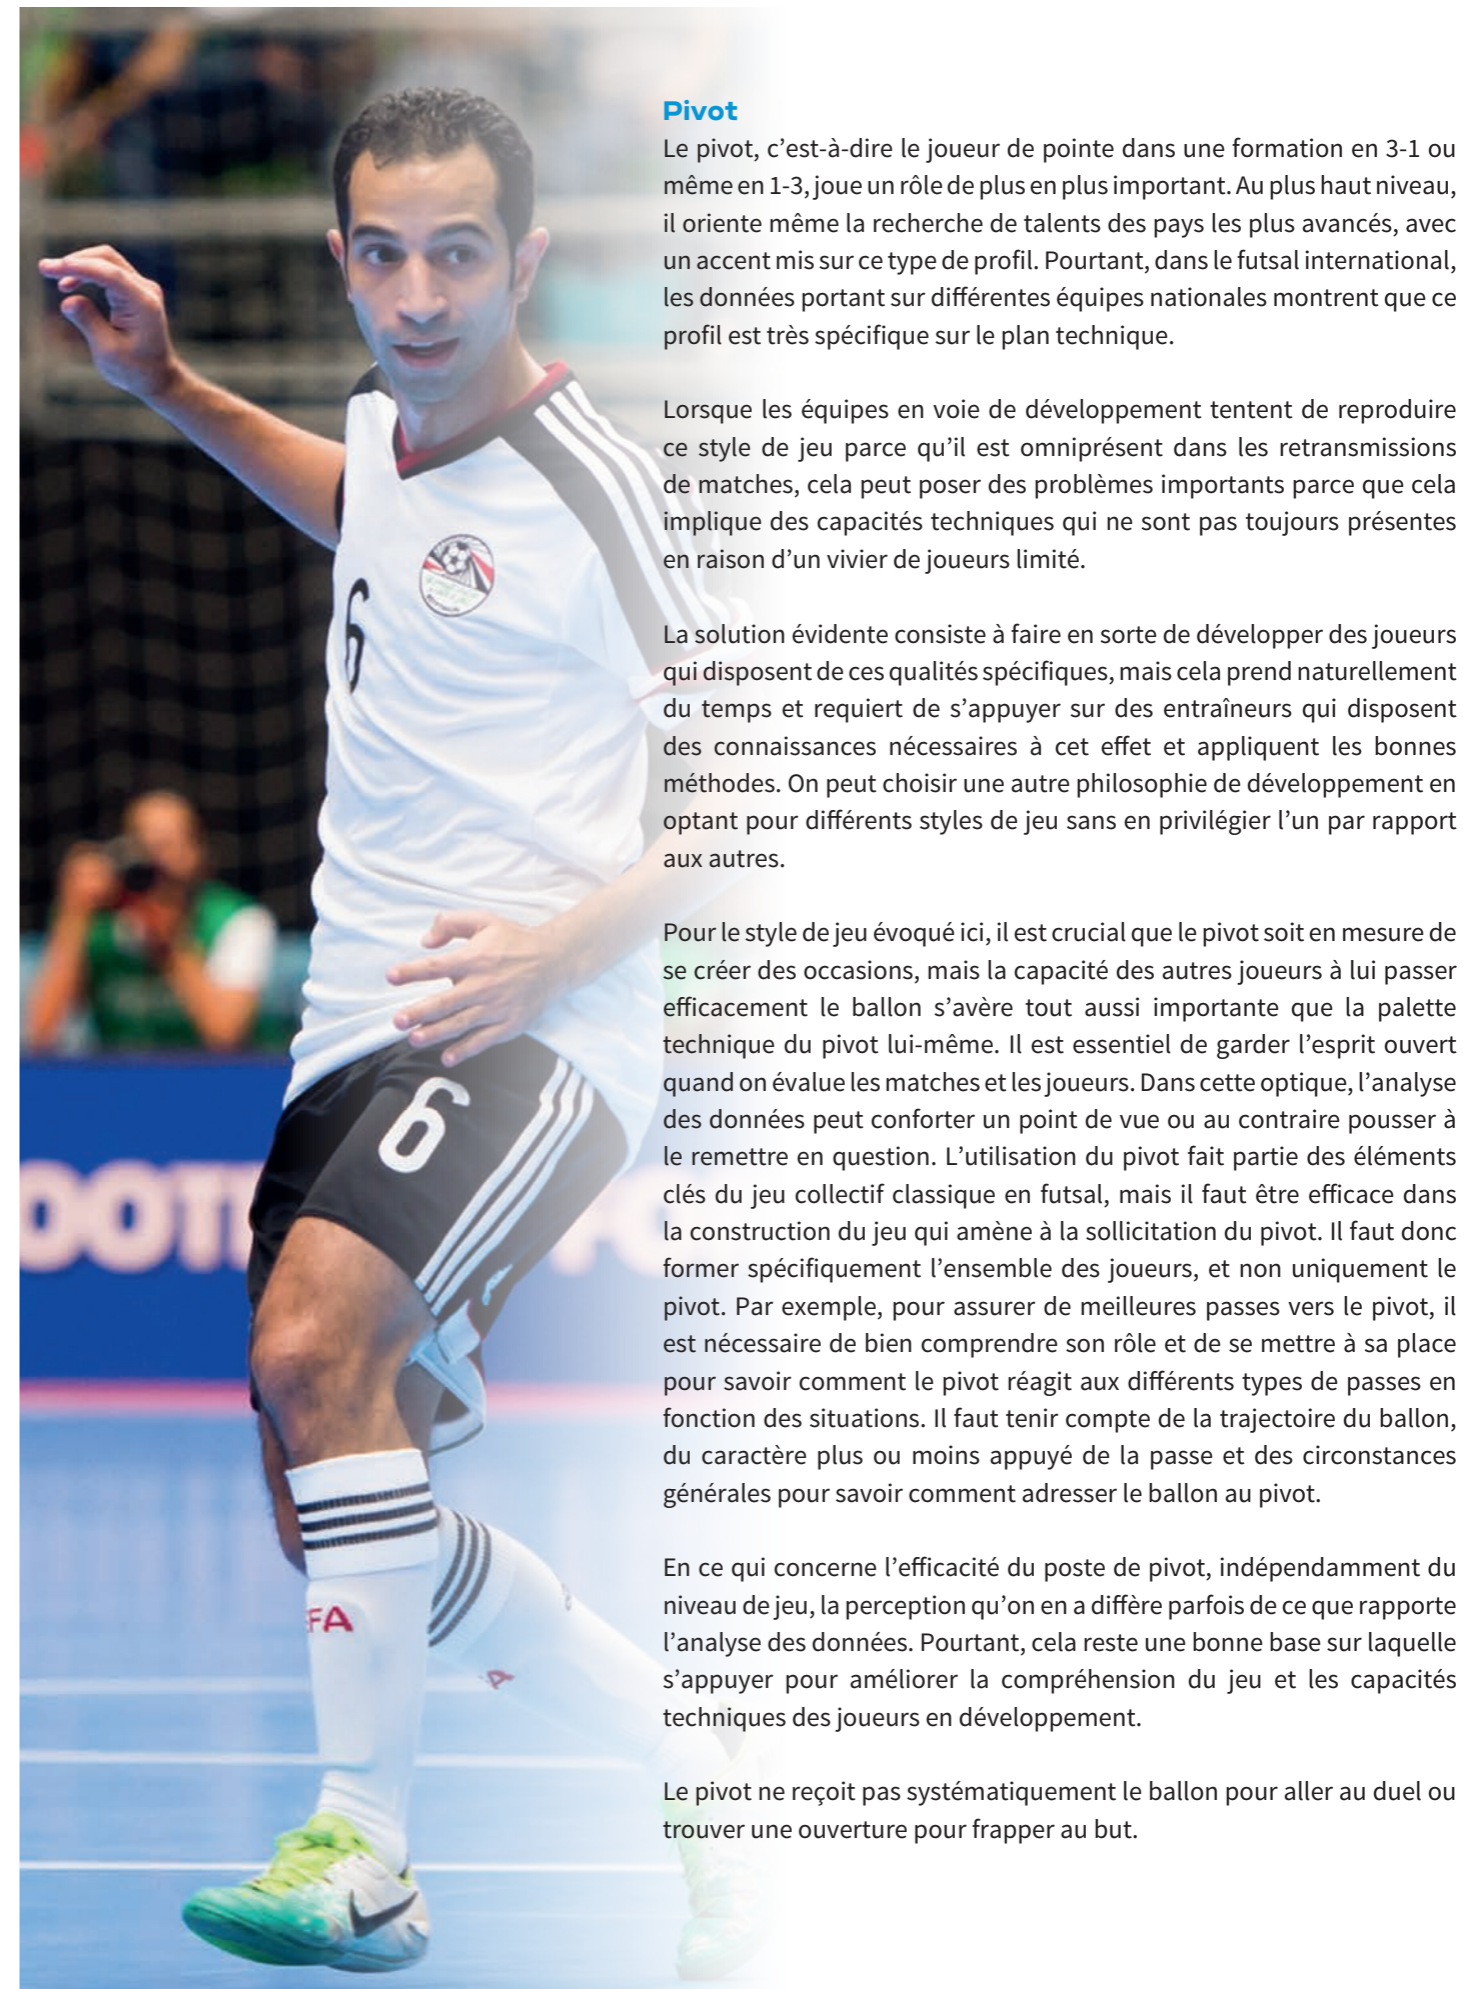 Pivot
Le pivot, c’est-à-dire le joueur de pointe dans une formation en 3-1 ou
même en 1-3, joue un rôle de plus en plus important. Au plus haut niveau,
il oriente même la recherche de talents des pays les plus avancés, avec
un accent mis sur ce type de profil. Pourtant, dans le futsal international,
les données portant sur différentes équipes nationales montrent que ce
profil est très spécifique sur le plan technique.
Lorsque les équipes en voie de développement tentent de reproduire
ce style de jeu parce qu’il est omniprésent dans les retransmissions
de matches, cela peut poser des problèmes importants parce que cela
implique des capacités techniques qui ne sont pas toujours présentes
en raison d’un vivier de joueurs limité.
La solution évidente consiste à faire en sorte de développer des joueurs
qui disposent de ces qualités spécifiques, mais cela prend naturellement
du temps et requiert de s’appuyer sur des entraîneurs qui disposent
des connaissances nécessaires à cet effet et appliquent les bonnes
méthodes. On peut choisir une autre philosophie de développement en
optant pour différents styles de jeu sans en privilégier l’un par rapport
aux autres.
Pour le style de jeu évoqué ici, il est crucial que le pivot soit en mesure de
se créer des occasions, mais la capacité des autres joueurs à lui passer
efficacement le ballon s’avère tout aussi importante que la palette
technique du pivot lui-même. Il est essentiel de garder l’esprit ouvert
quand on évalue les matches et les joueurs. Dans cette optique, l’analyse
des données peut conforter un point de vue ou au contraire pousser à
le remettre en question. L’utilisation du pivot fait partie des éléments
clés du jeu collectif classique en futsal, mais il faut être efficace dans
la construction du jeu qui amène à la sollicitation du pivot. Il faut donc
former spécifiquement l’ensemble des joueurs, et non uniquement le
pivot. Par exemple, pour assurer de meilleures passes vers le pivot, il
est nécessaire de bien comprendre son rôle et de se mettre à sa place
pour savoir comment le pivot réagit aux différents types de passes en
fonction des situations. Il faut tenir compte de la trajectoire du ballon,
du caractère plus ou moins appuyé de la passe et des circonstances
générales pour savoir comment adresser le ballon au pivot.
En ce qui concerne l’efficacité du poste de pivot, indépendamment du
niveau de jeu, la perception qu’on en a diffère parfois de ce que rapporte
l’analyse des données. Pourtant, cela reste une bonne base sur laquelle
s’appuyer pour améliorer la compréhension du jeu et les capacités
techniques des joueurs en développement.
Le pivot ne reçoit pas systématiquement le ballon pour aller au duel ou
trouver une ouverture pour frapper au but.
6
6
FA